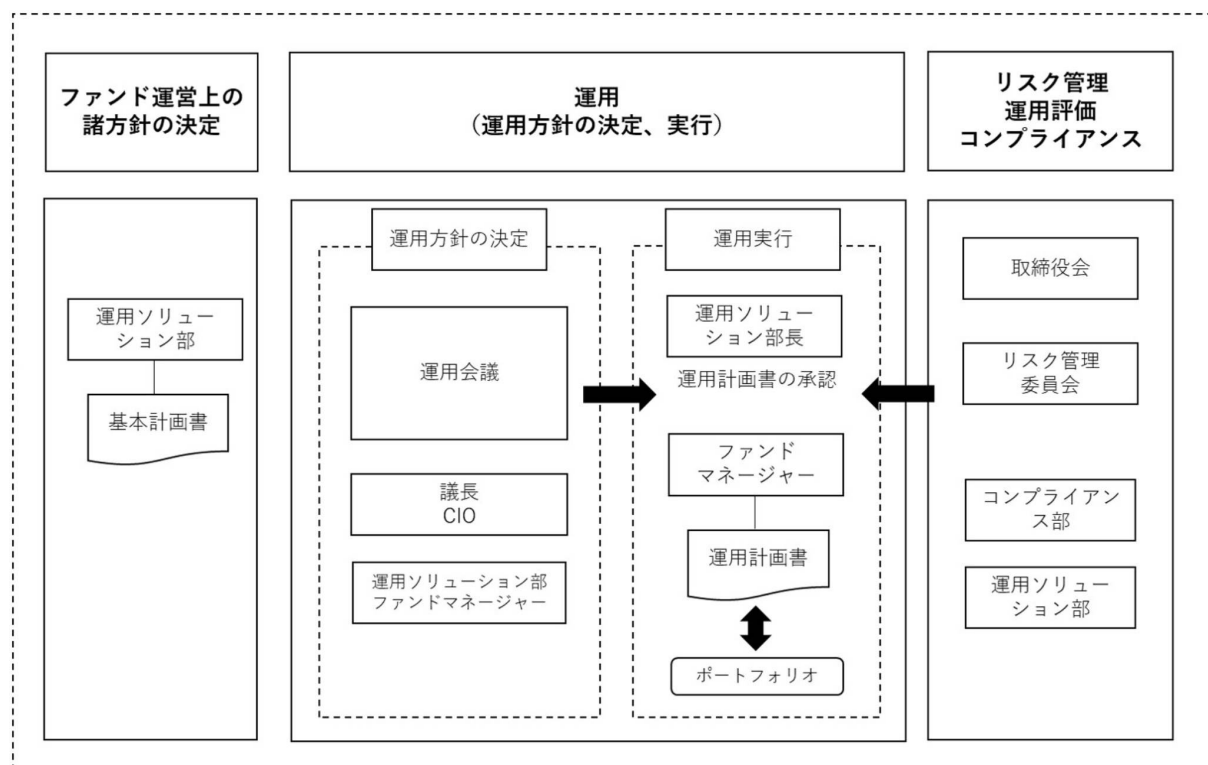 ファンド運営上の
諸方針の決定
運用
（運用方針の決定、実行）
リスク管理
運用評価
コンプライアンス
運用ソリュー
ション部
基本計画書
運用方針の決定
運用会議
議長
CIO
運用ソリューション部
ファンドマネージャー
運用実行
運用ソリュー
ション部長
運用計画書の承認
ファンド
マネージャー
運用計画書
ポートフォリオ
取締役会
リスク管理
委員会
コンプライアン
ス部
運用ソリュー
ション部